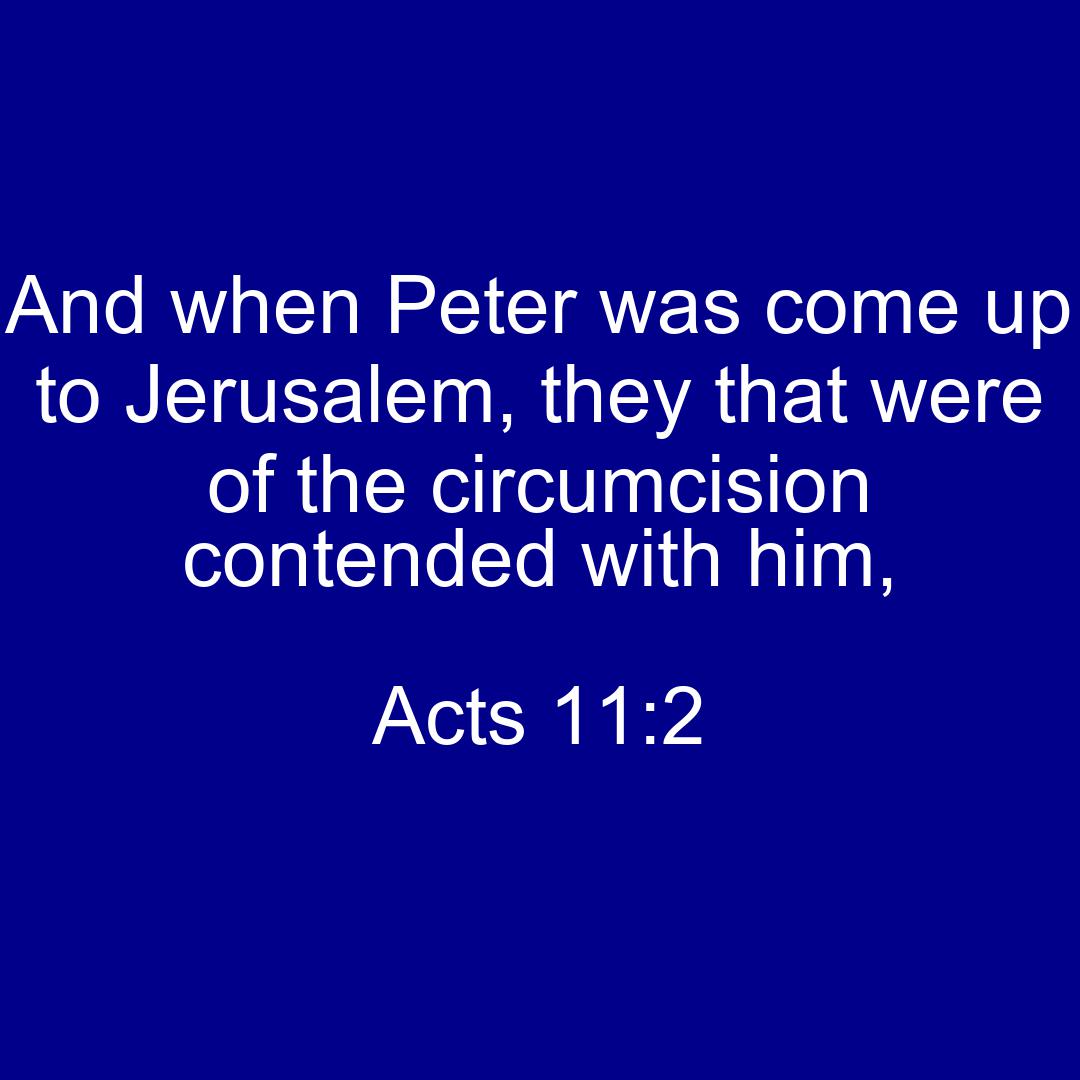 And when Peter was come up
to Jerusalem, they that were
of the circumcision
contended with him,
Acts 11:2